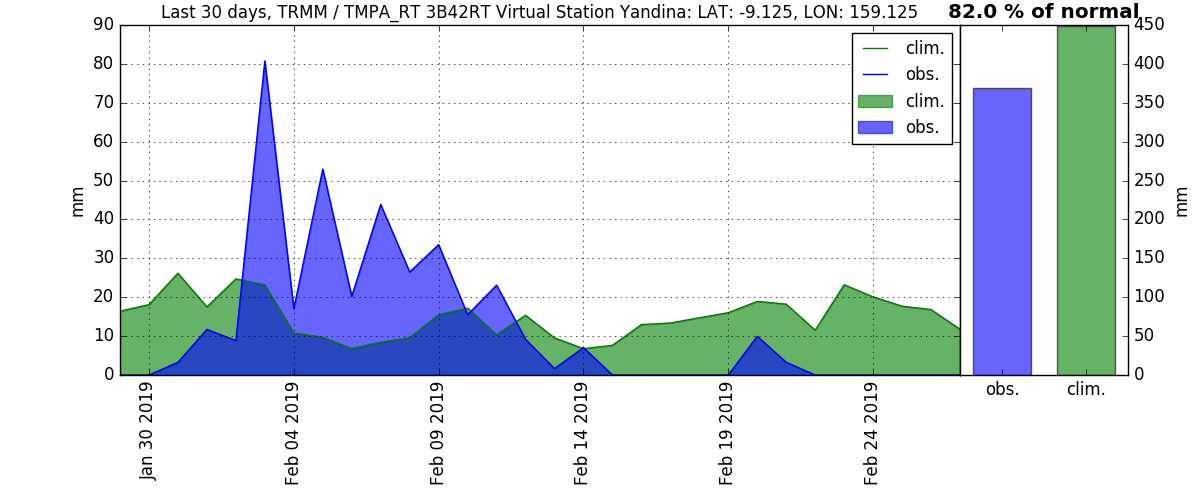 Last 30 days, TRMM / TMPA_RT 3B42RT Virtual Station Yandina: LAT: -9.125, LON: 159.125
82.0 % of normal
90
80
70
60
50
40
30
20
10
0
mm
clim.
obs.
clim.
obs.
Jan 30 2019
Feb 04 2019
Feb 09 2019
Feb 14 2019
Feb 19 2019
Feb 24 2019
450
400
350
300
250
200
150
100
50
0
mm
obs.
clim.